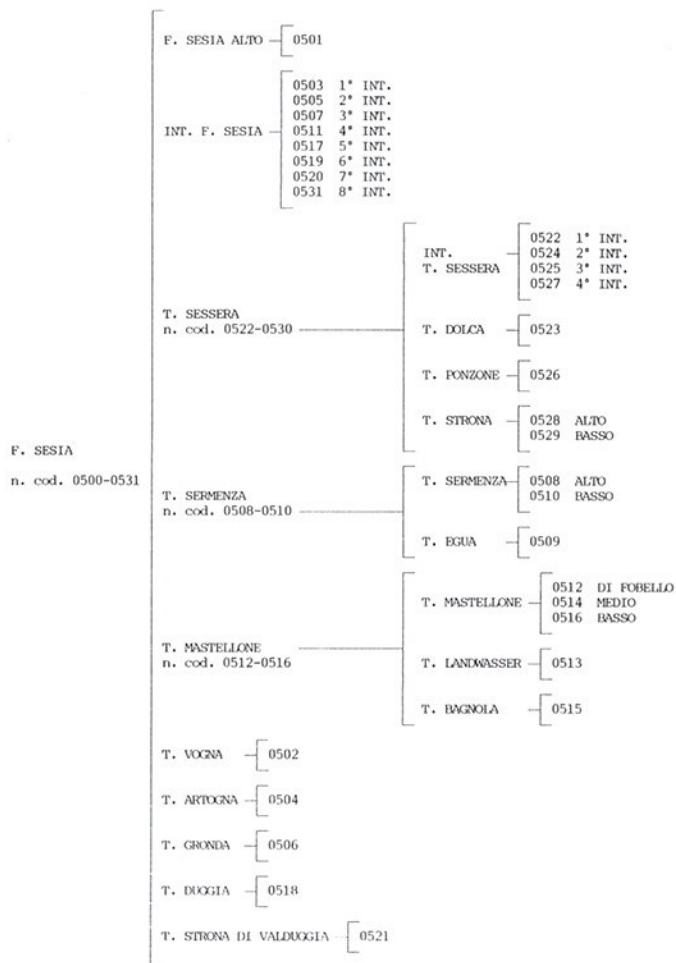 F. SESIA ALTO 0501
0503 1° INT.
0505 2° INT.
0507 3° INT.
INT. F. SESIA 0511 4° INT.
0517 5° INT.
0519 6° INT.
0520 7° INT.
0531 8° INT.
0522 1° INT.
INT. 0524 2° INT.
T. SESSERA 0525 3° INT.
0527 4° INT.
T. SESSERA
n. cod. 0522-0530
T. DOLCA 0523
T. PONZONE 0526
T. STRONA 0528 ALTO
0529 BASSO
F. SESIA
n. cod. 0500-0531
T. SERMENZA
n. cod. 0508-0510
T. SERMENZA 0508 ALTO
0510 BASSO
T. EGUA 0509
0512 DI FOBELLO
T. MASTELLONE 0514 MEDIO
0516 BASSO
T. MASTELLONE
n. cod. 0512-0516
T. LANDWASSER 0513
T. BAGNOLA 0515
T. VOGNA 0502
T. ARTOGNA 0504
T. GRONDA 0506
T. DUGGIA 0518
T. STRONA DI VALDUGGIA 0521